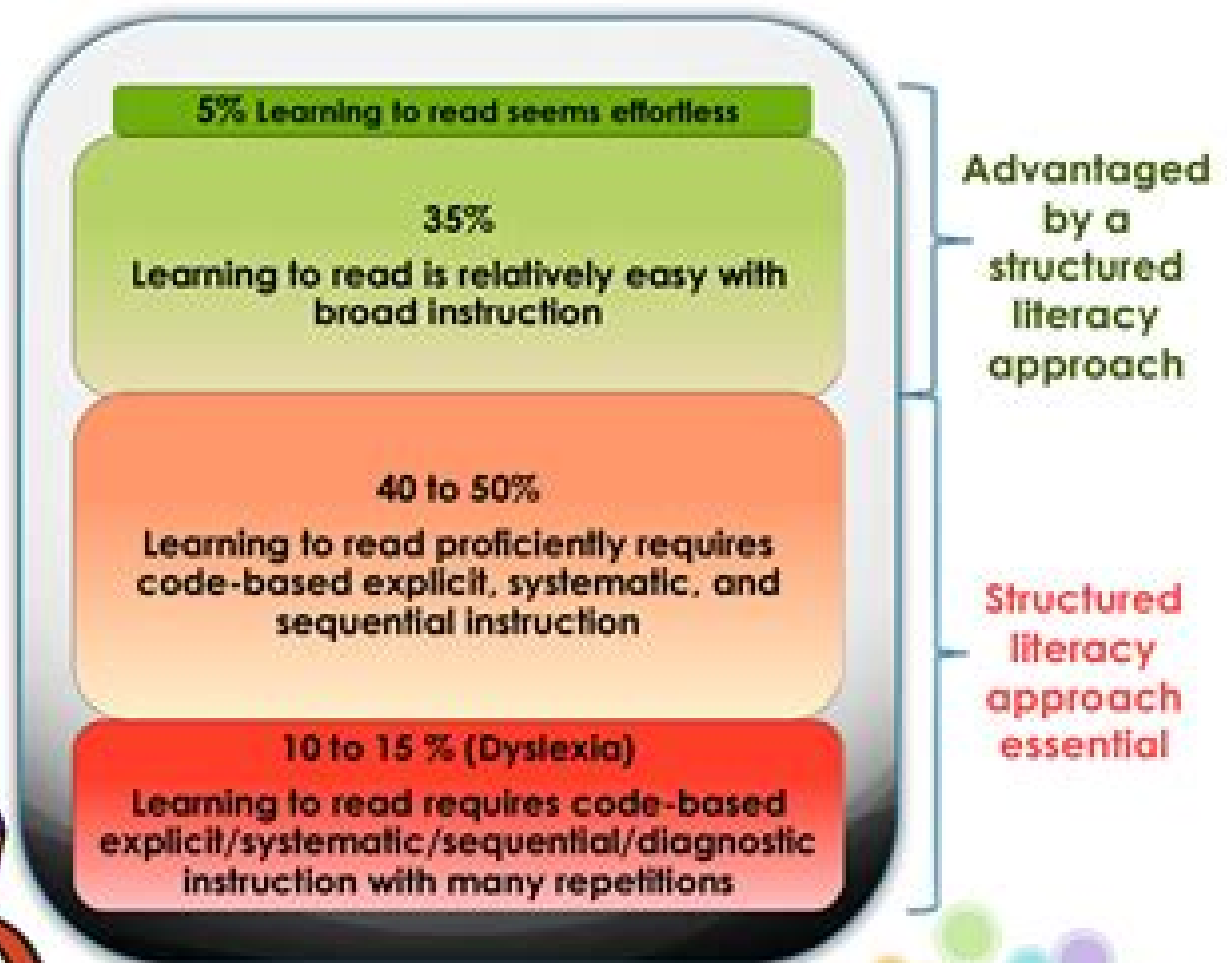 5% Learning to read seems effortless
35%
Learning to read is relatively easy with
broad instruction
Advantaged
by a
structured
literacy
approach
40 to 50%
Learning to read proficiently requires
code-based explicit, systematic, and
sequential instruction
10 to 15 % (Dyslexia)
Learning to read requires code-based
explicit/systematic/sequential/diagnostic
instruction with many repetitions
Structured
literacy
approach
essential